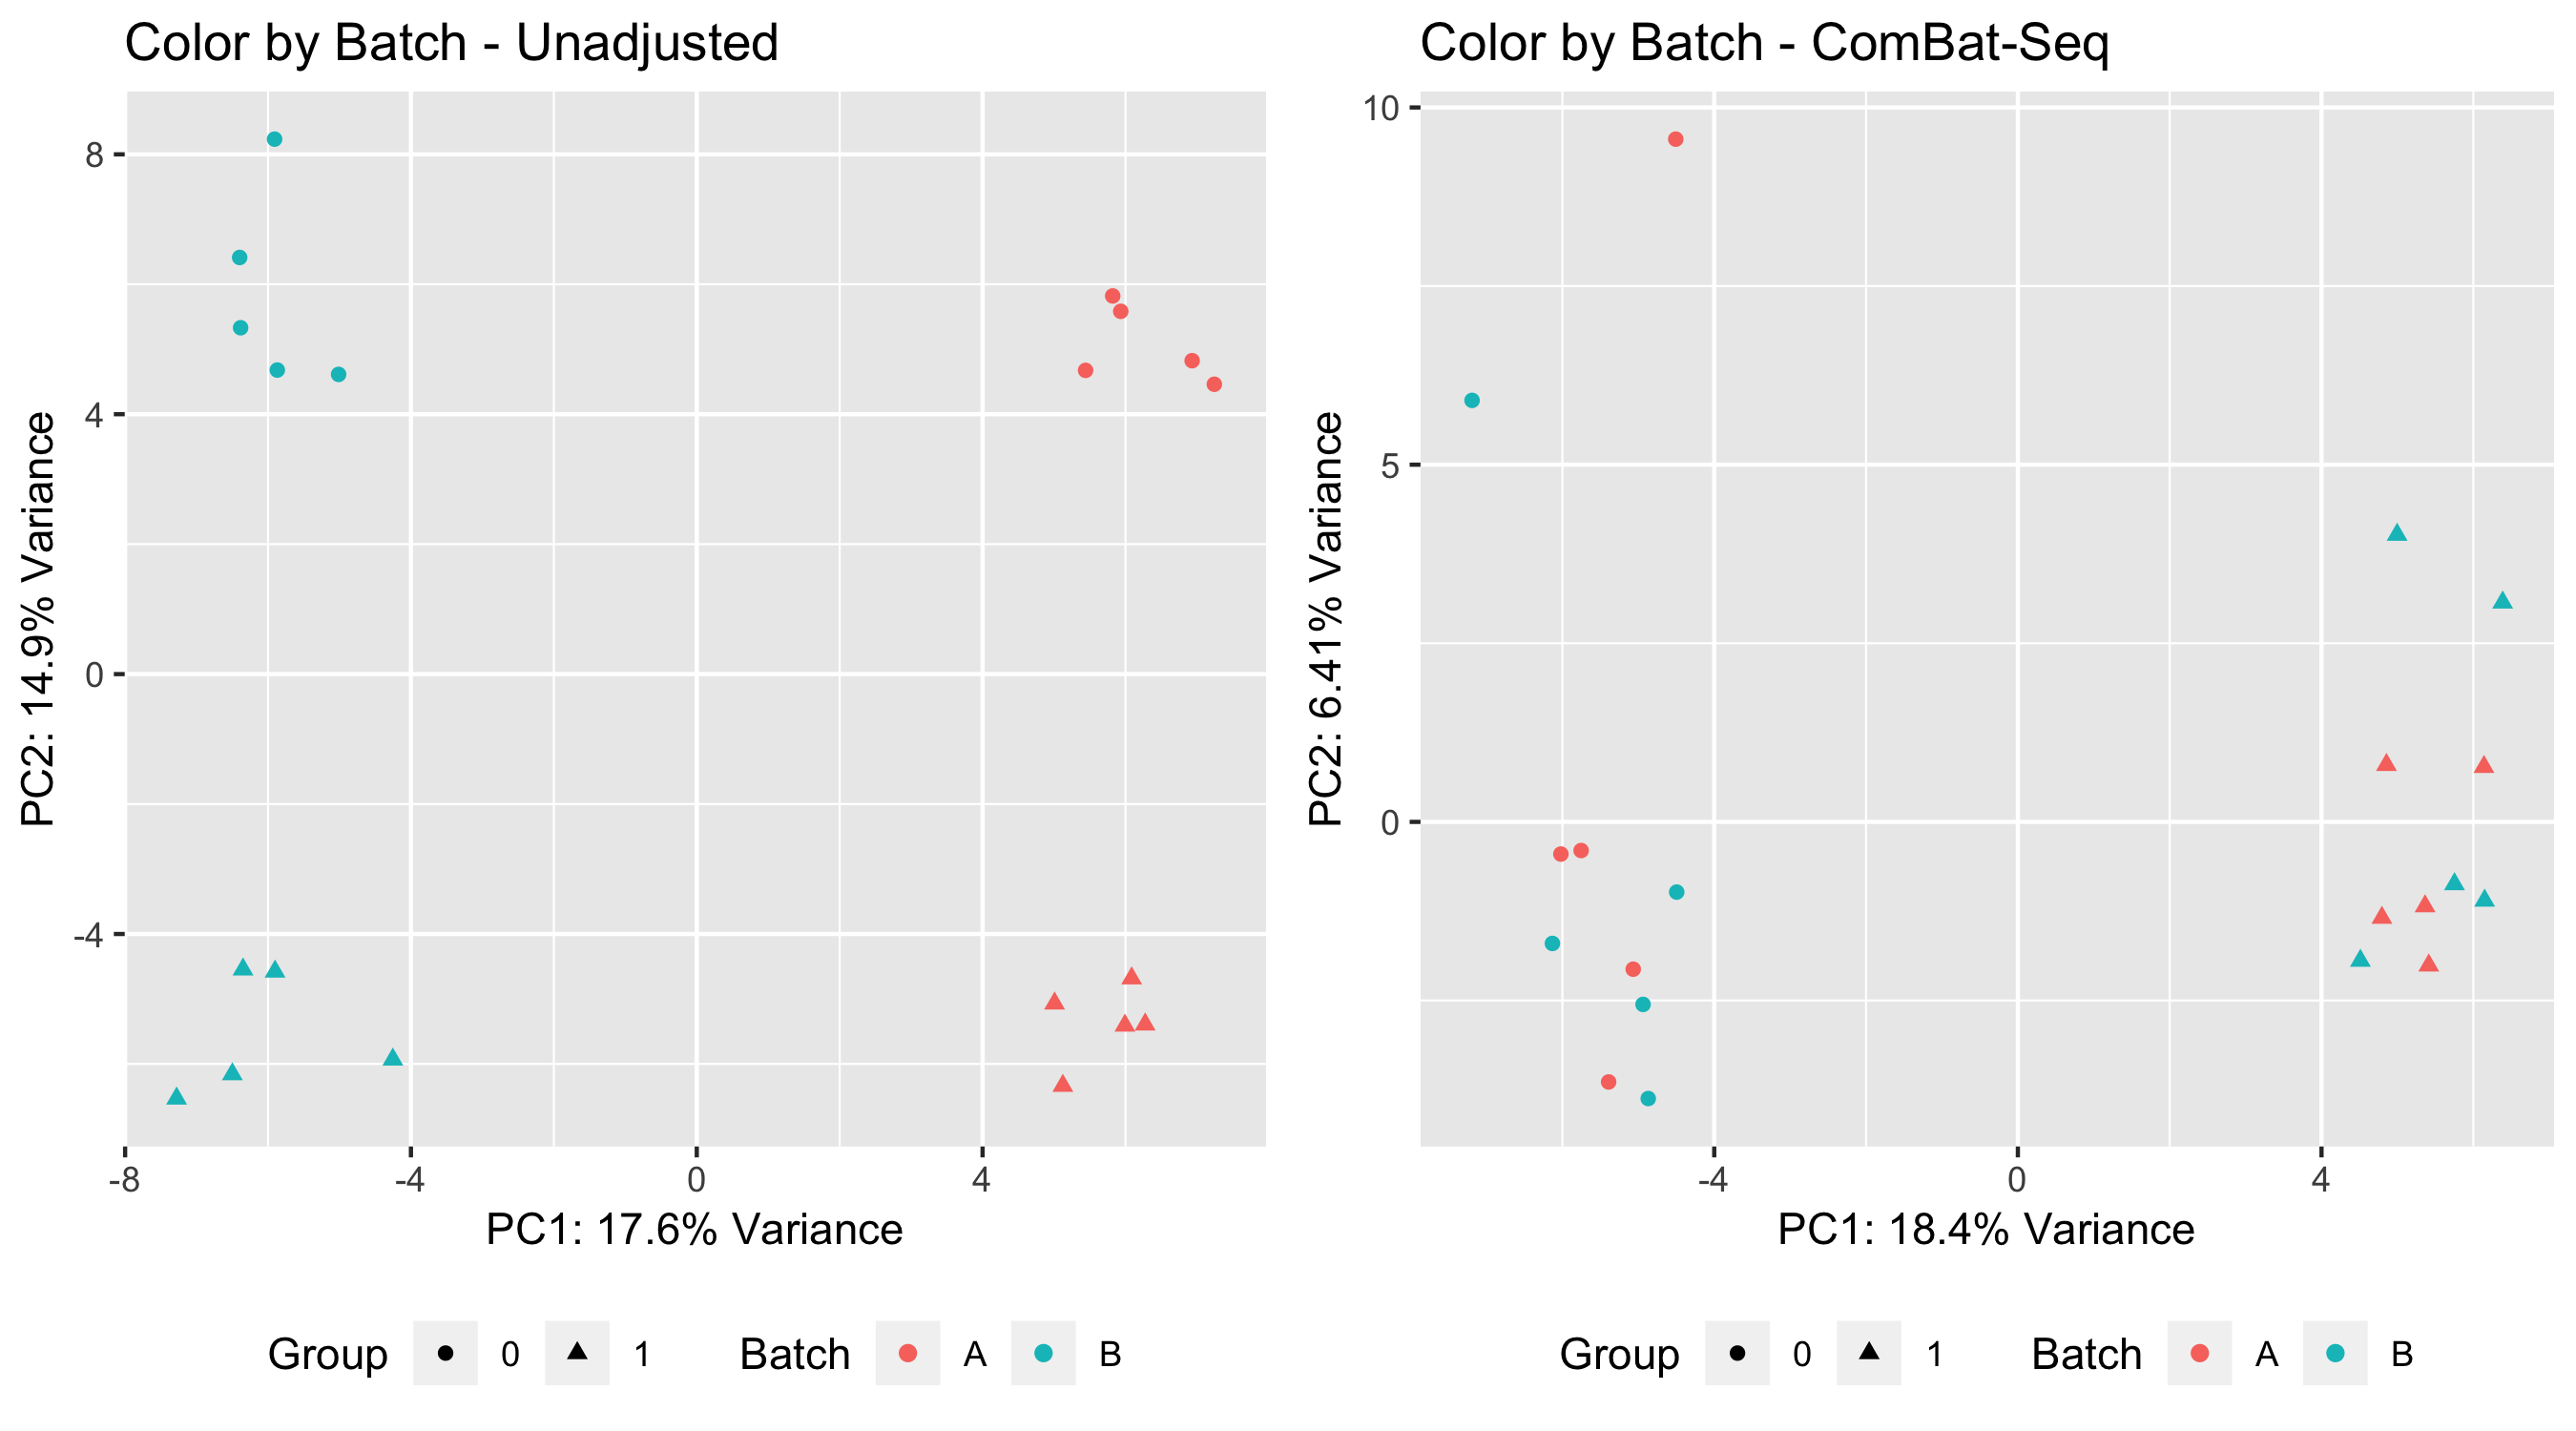 Color by Batch - Unadjusted
8
4
0
-4
PC2: 14.9% Variance
-8 -4 0 4
PC1: 17.6% Variance
Group 0 1 Batch A B
Color by Batch - ComBat-Seq
10
5
0
PC2: 6.41% Variance
-4 0 4
PC1: 18.4% Variance
Group 0 1 Batch A B